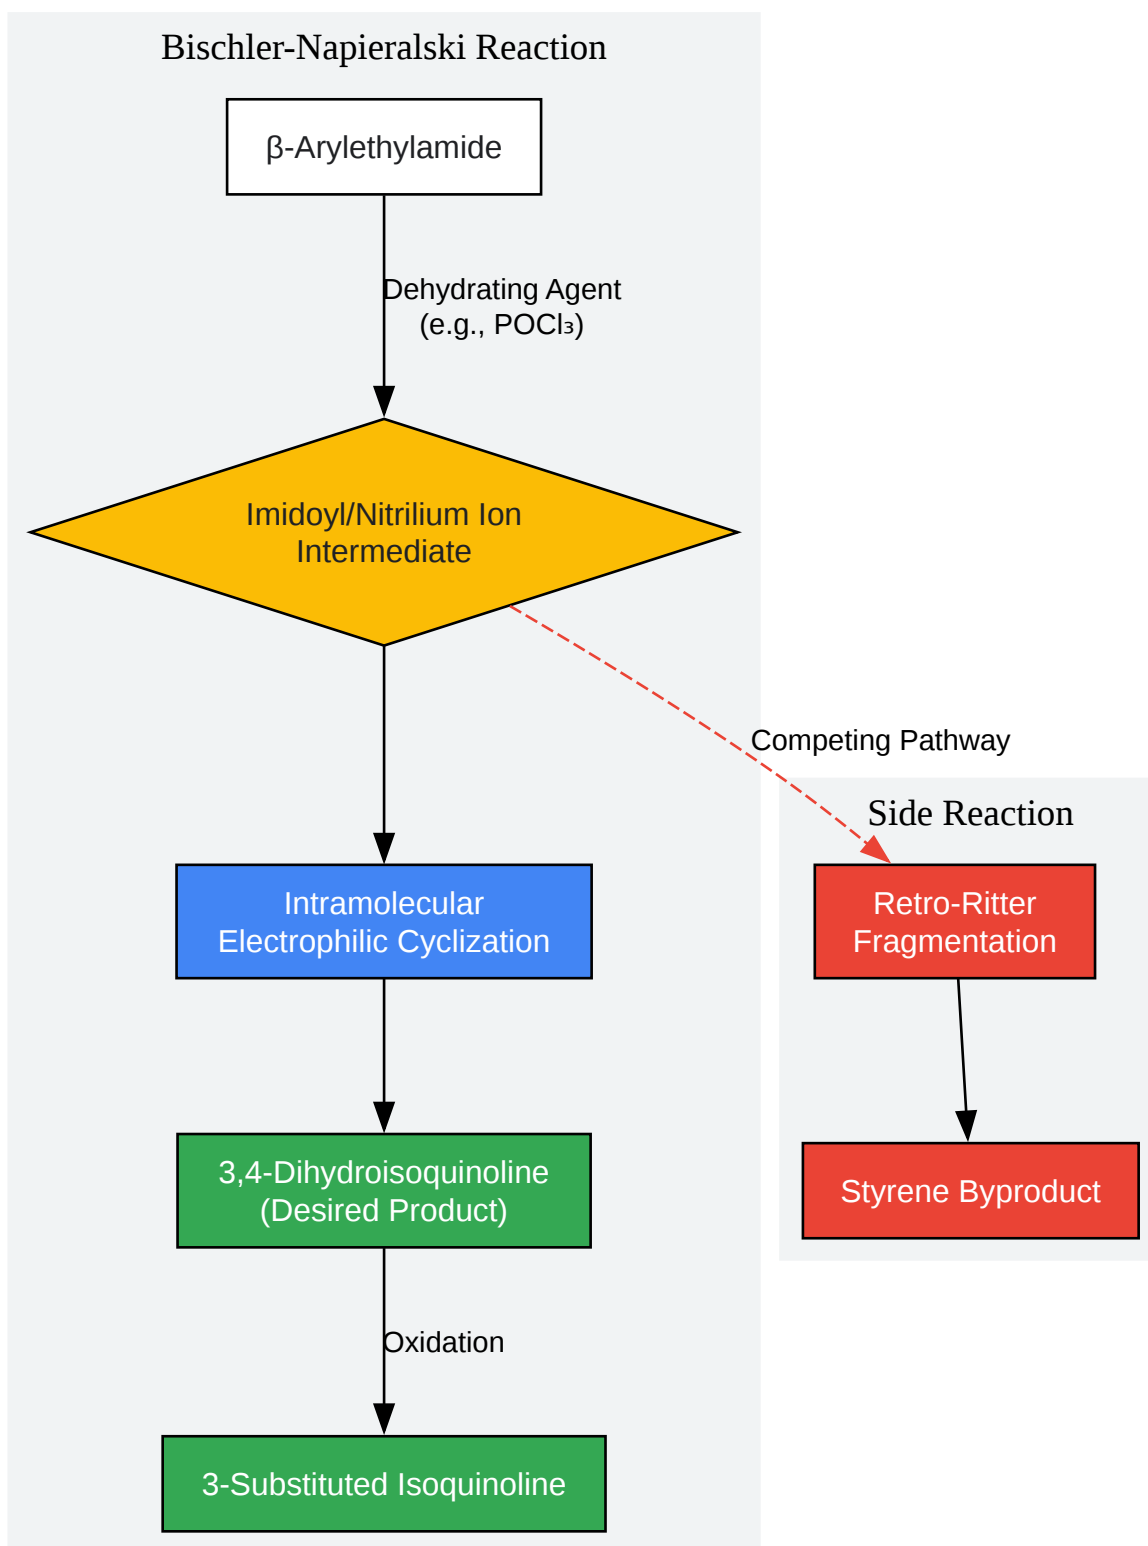 Bischler-Napieralski Reaction
β-Arylethylamide
Dehydrating Agent
(e.g., POCl₃)
Imidoyl/Nitrilium Ion
Intermediate
Competing Pathway
Side Reaction
Intramolecular
Electrophilic Cyclization
Retro-Ritter
Fragmentation
3,4-Dihydroisoquinoline
(Desired Product)
Styrene Byproduct
Oxidation
3-Substituted Isoquinoline